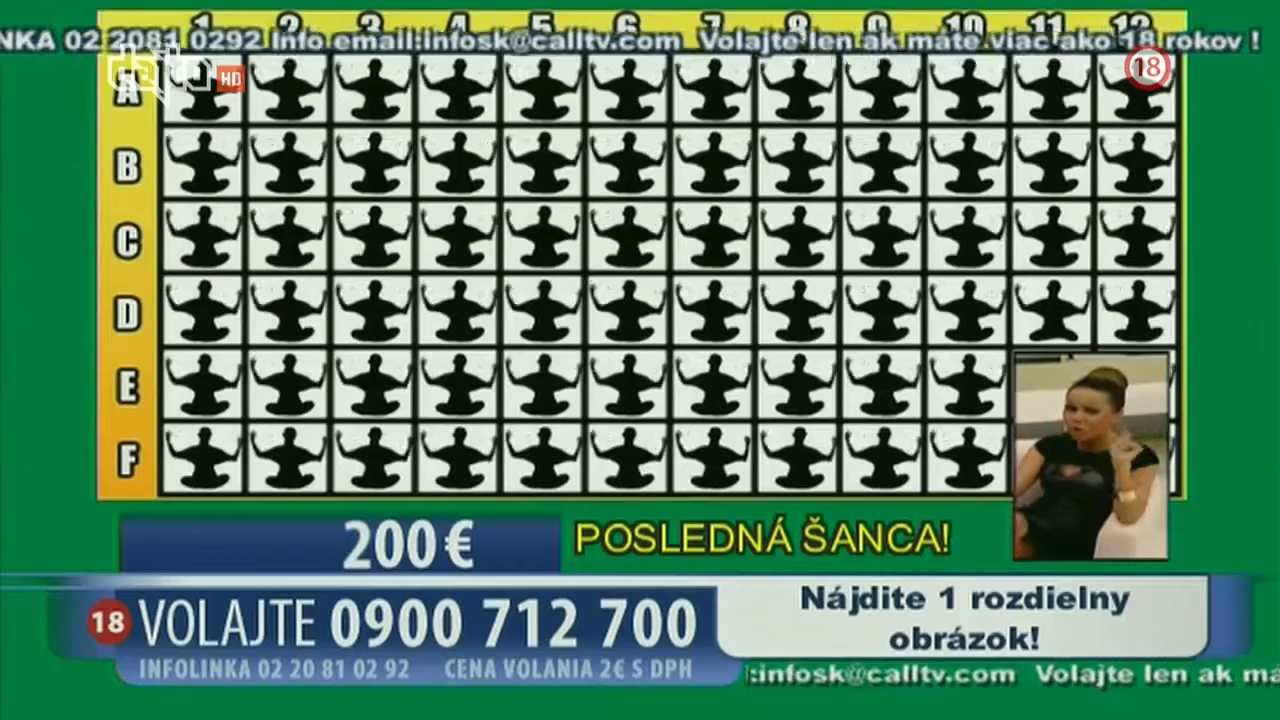 1 2 3 4 5 6 7 8 9 10 11 12
NKA 02 2081 0292 Info email:infosk@calltv.com Volajte len ak máte viac ako 18 rokov !
18
HD
A
B
C
D
E
F
200 €
POSLEDNÁ ŠANCA!
18 VOLAJTE 0900 712 700
INFOLINKA 02 20 81 02 92 CENA VOLANIA 2€ S DPH
Nájdite 1 rozdielny
obrázok!
:infosk@calltv.com Volajte len ak má